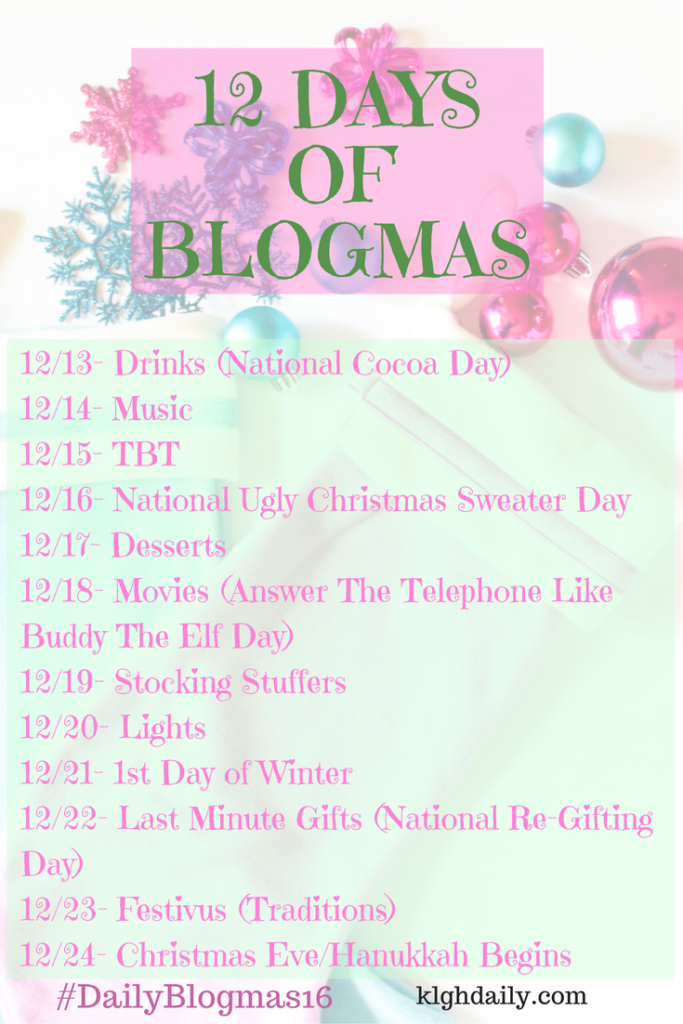 12 DAYS
OF
BLOGMAS
12/13- Drinks (National Cocoa Day)
12/14- Music
12/15- TBT
12/16- National Ugly Christmas Sweater Day
12/17- Desserts
12/18- Movies (Answer The Telephone Like
Buddy The Elf Day)
12/19- Stocking Stuffers
12/20- Lights
12/21- 1st Day of Winter
12/22- Last Minute Gifts (National Re-Gifting
Day)
12/23- Festivus (Traditions)
12/24- Christmas Eve/Hanukkah Begins
#DailyBlogmas16
klghdaily.com